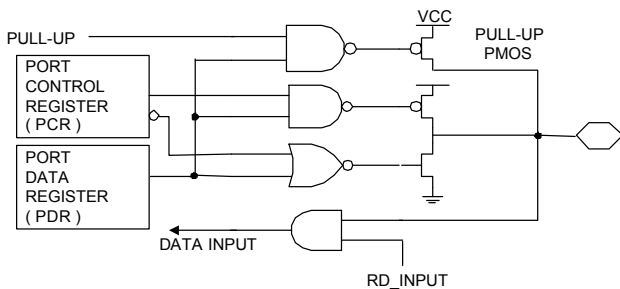 VCC
PULL-UP
PULL-UP
PMOS
PORT
CONTROL
REGISTER
( PCR )
PORT
DATA
REGISTER
( PDR )
DATA INPUT
RD_INPUT